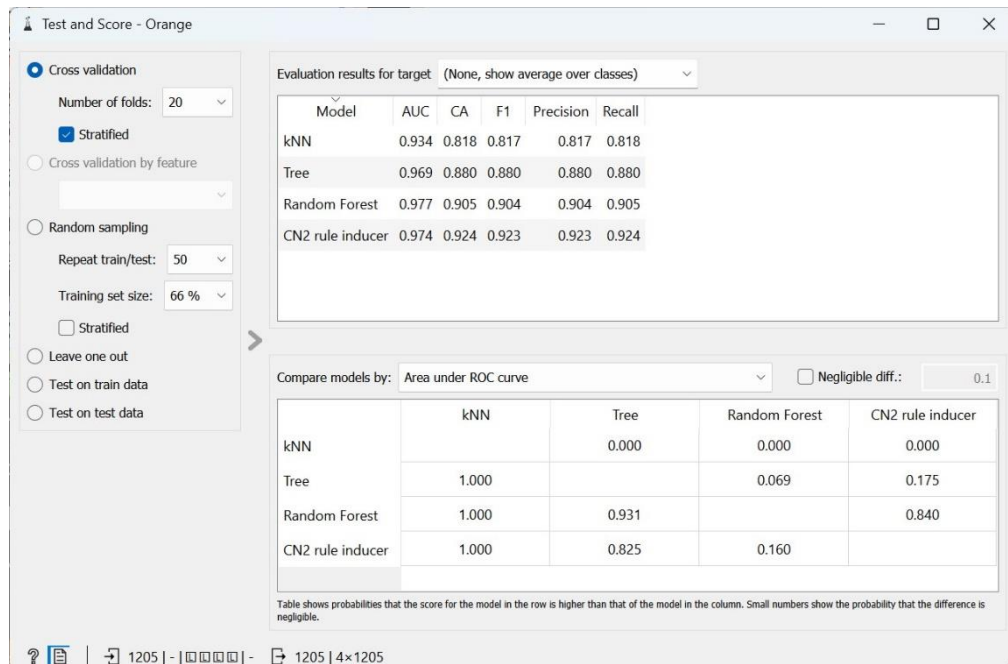 Test and Score - Orange
Cross validation
Number of folds: 20
Stratified
Cross validation by feature
Random sampling
Repeat train/test: 50
Training set size: 66 %
Stratified
Leave one out
Test on train data
Test on test data
Evaluation results for target (None, show average over classes)
Model AUC CA F1 Precision Recall
kNN 0.934 0.818 0.817 0.817 0.818
Tree 0.969 0.880 0.880 0.880 0.880
Random Forest 0.977 0.905 0.904 0.904 0.905
CN2 rule inducer 0.974 0.924 0.923 0.923 0.924
Compare models by: Area under ROC curve Negligible diff.: 0.1
kNN Tree Random Forest CN2 rule inducer
kNN 0.000 0.000 0.000
Tree 1.000 0.069 0.175
Random Forest 1.000 0.931 0.840
CN2 rule inducer 1.000 0.825 0.160
Table shows probabilities that the score for the model in the row is higher than that of the model in the column. Small numbers show the probability that the difference is
negligible.
? 1205 | - | - 1205 | 4×1205